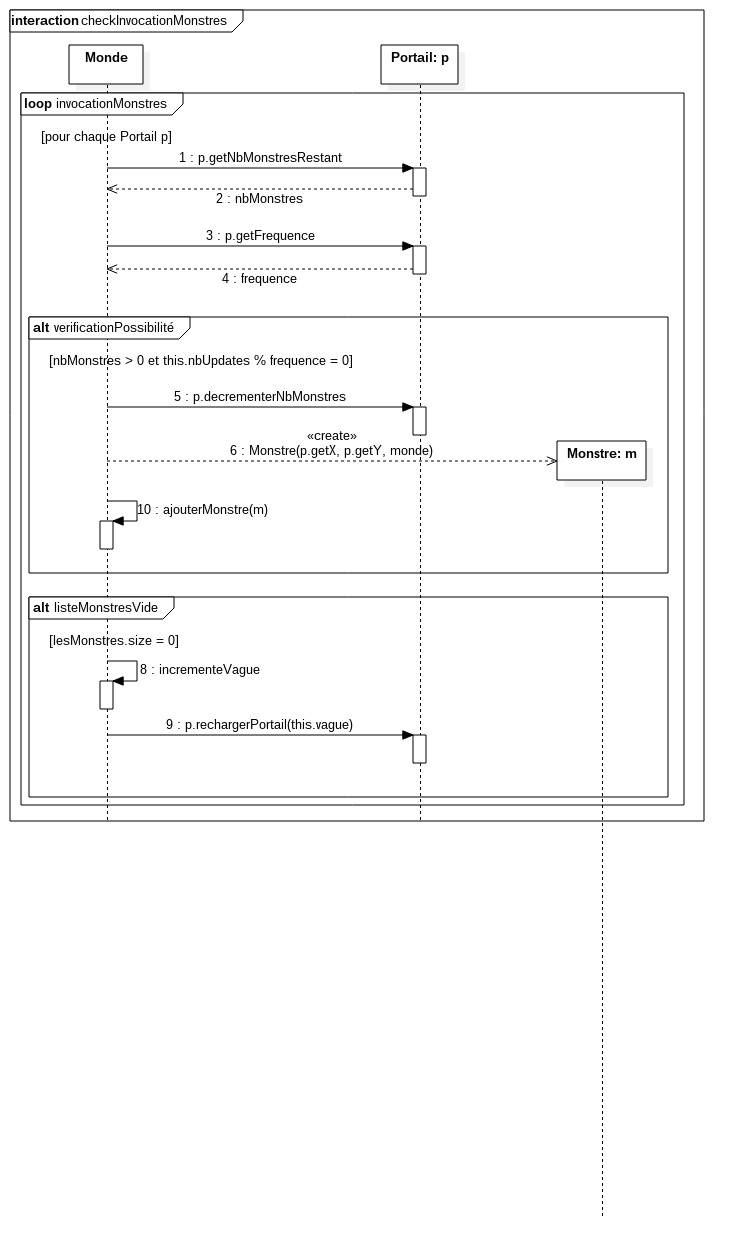 interaction checkInvocationMonstres
Monde
Portail: p
loop invocationMonstres
[pour chaque Portail p]
1 : p.getNbMonstresRestant
2 : nbMonstres
3 : p.getFrequence
4 : frequence
alt verificationPossibilité
[nbMonstres > 0 et this.nbUpdates % frequence = 0]
5 : p.decrementerNbMonstres
«create»
6 : Monstre(p.getX, p.getY, monde)
Monstre: m
10 : ajouterMonstre(m)
alt listeMonstresVide
[lesMonstres.size = 0]
8 : incrementeVague
9 : p.rechargerPortail(this.vague)